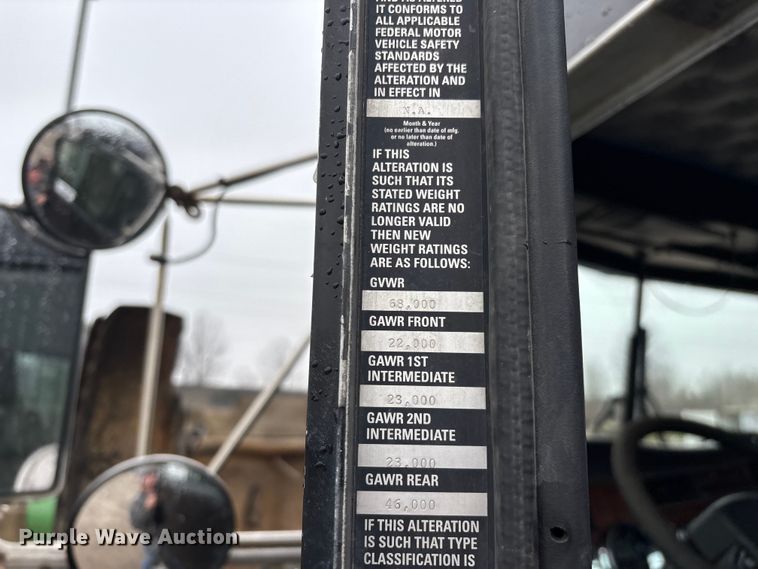 AND AS ALTERED
IT CONFORMS TO
ALL APPLICABLE
FEDERAL MOTOR
VEHICLE SAFETY
STANDARDS
AFFECTED BY THE
ALTERATION AND
IN EFFECT IN
N.A.
Month & Year
(no earlier than date of mfg.
or no later than date of
alteration.)
IF THIS
ALTERATION IS
SUCH THAT ITS
STATED WEIGHT
RATINGS ARE NO
LONGER VALID
THEN NEW
WEIGHT RATINGS
ARE AS FOLLOWS:
GVWR
68,000
GAWR FRONT
22,000
GAWR 1ST
INTERMEDIATE
23,000
GAWR 2ND
INTERMEDIATE
23,000
GAWR REAR
46,000
IF THIS ALTERATION
IS SUCH THAT TYPE
CLASSIFICATION IS
Purple Wave Auction